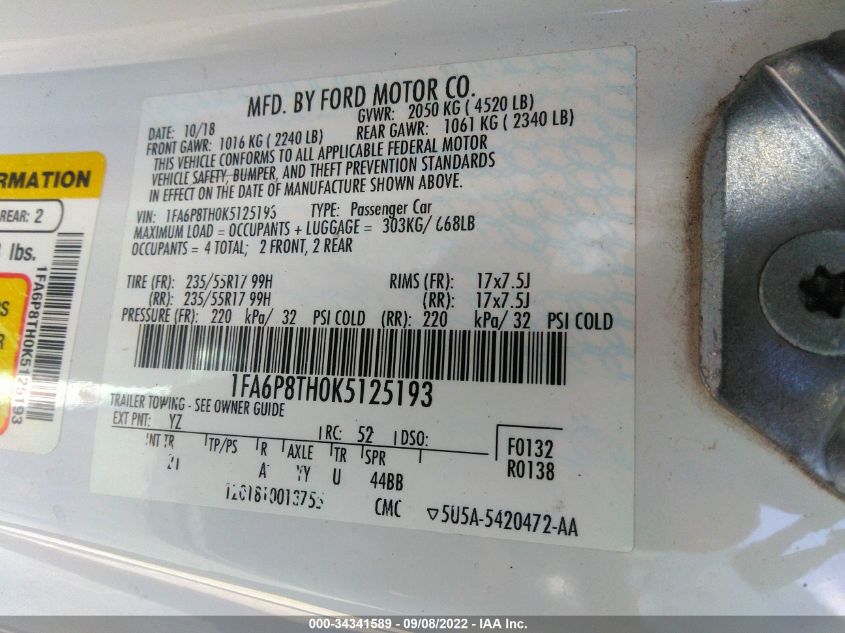 MFD. BY FORD MOTOR CO.
DATE: 10/18 GVWR: 2050 KG ( 4520 LB)
FRONT GAWR: 1016 KG ( 2240 LB) REAR GAWR: 1061 KG ( 2340 LB)
THIS VEHICLE CONFORMS TO ALL APPLICABLE FEDERAL MOTOR
VEHICLE SAFETY, BUMPER, AND THEFT PREVENTION STANDARDS
IN EFFECT ON THE DATE OF MANUFACTURE SHOWN ABOVE.
VIN: 1FA6P8TH0K5125193 TYPE: Passenger Car
MAXIMUM LOAD = OCCUPANTS + LUGGAGE = 303KG/ 668LB
OCCUPANTS = 4 TOTAL; 2 FRONT, 2 REAR
TIRE (FR): 235/55R17 99H RIMS (FR): 17x7.5J
(RR): 235/55R17 99H (RR): 17x7.5J
PRESSURE (FR): 220 kPa/ 32 PSI COLD (RR): 220 kPa/ 32 PSI COLD
1FA6P8TH0K5125193
TRAILER TOWING - SEE OWNER GUIDE
EXT PNT: YZ RC: 52 DSO: F0132
INT TR TP/PS R AXLE TR SPR R0138
A YY U 44BB
CMC 5U5A-5420472-AA
RMATION
REAR: 2
lbs.
1FA6P8TH0K5125193
000-34341589 - 09/08/2022 - IAA Inc.